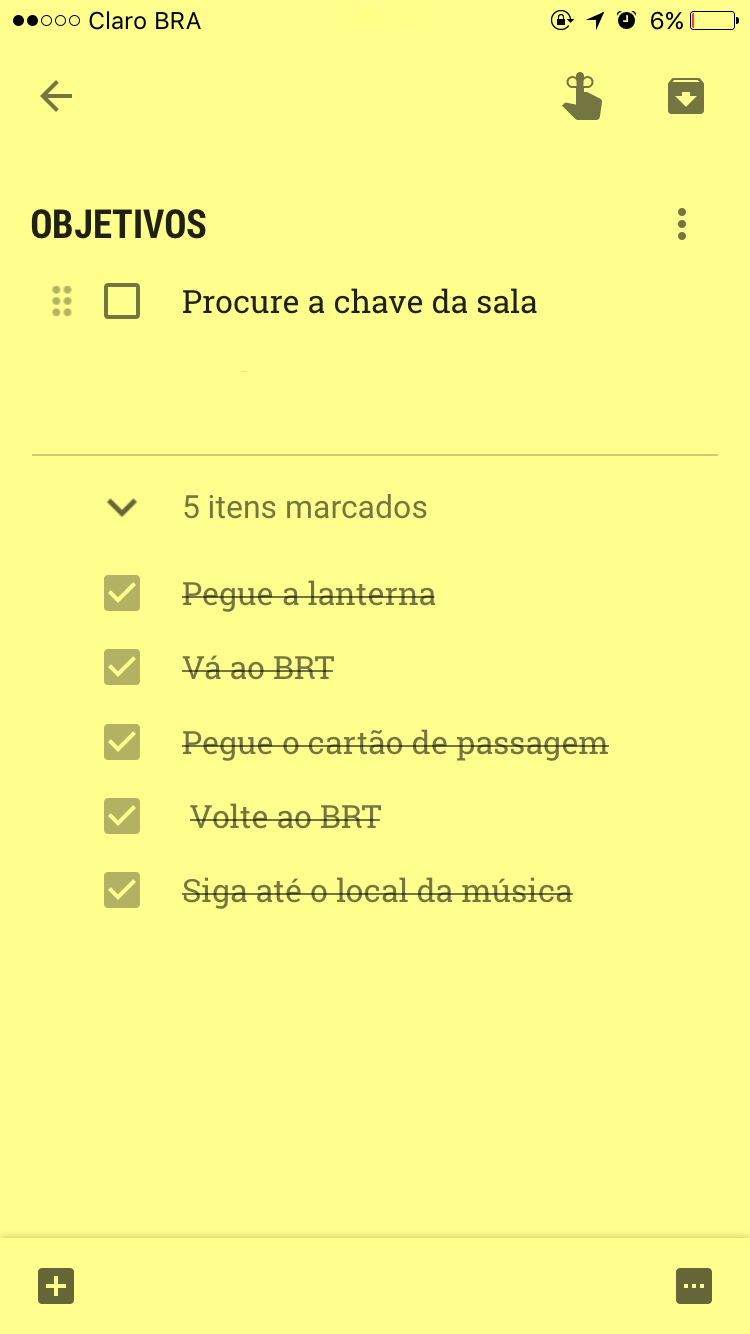 Claro BRA
6%
OBJETIVOS
Procure a chave da sala
5 itens marcados
Pegue a lanterna
Vá ao BRT
Pegue o cartão de passagem
Volte ao BRT
Siga até o local da música